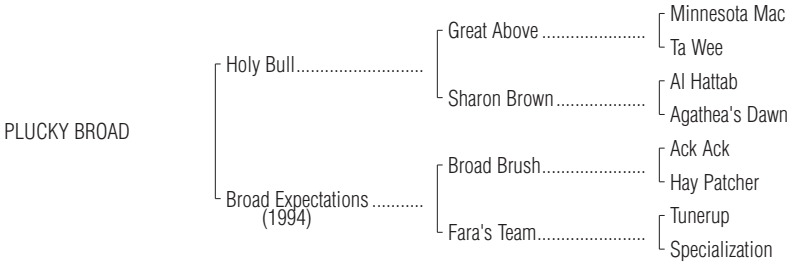 Minnesota Mac
Great Above ......................
Ta Wee
Holy Bull...........................
Al Hattab
Sharon Brown ...................
Agathea's Dawn
PLUCKY BROAD
Ack Ack
Broad Brush......................
Hay Patcher
Broad Expectations ...........
(1994)
Tunerup
Fara's Team.......................
Specialization